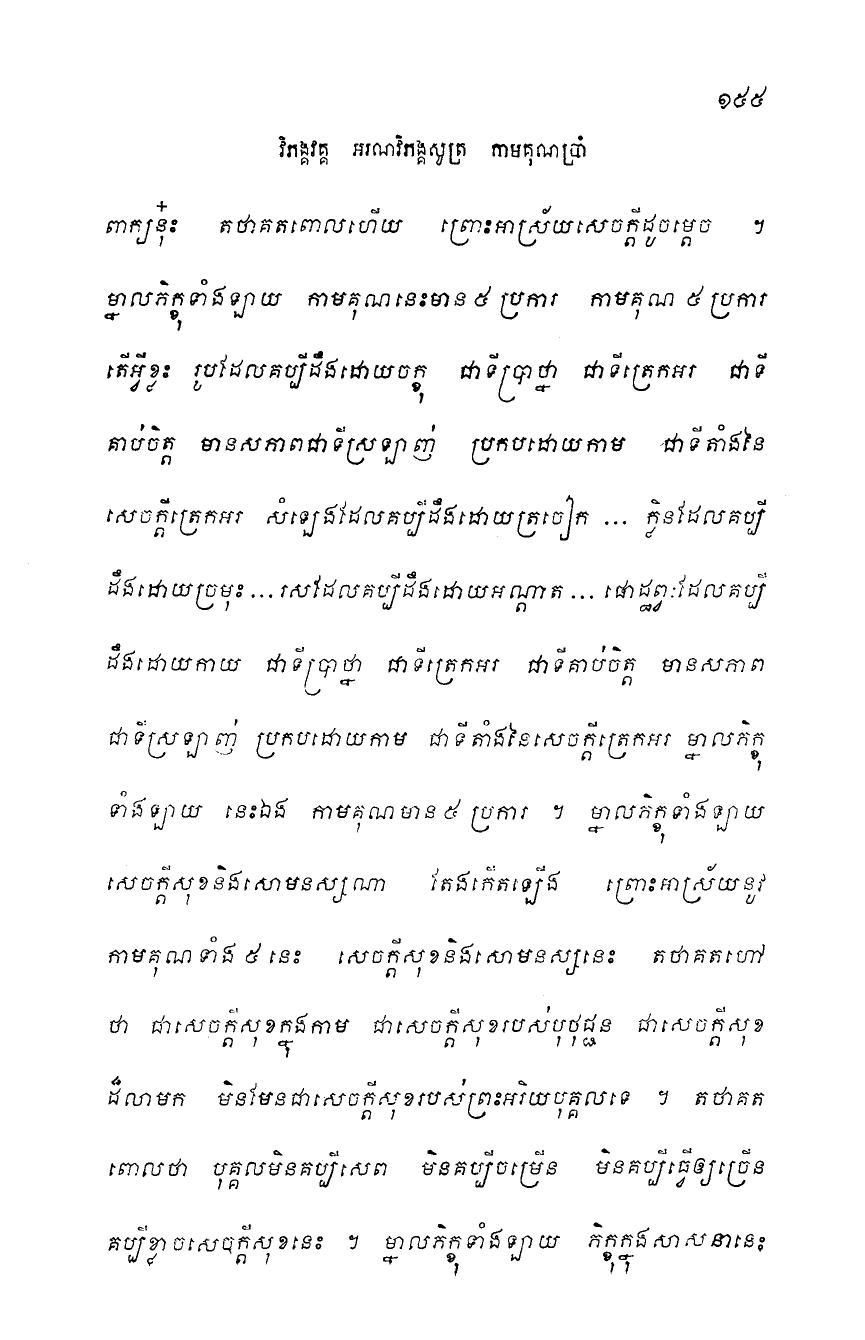 ១៥៥
វិភង្គវគ្គ អរណវិភង្គសូត្រ កាមគុណប្រាំ
ពាក្យនុ៎ះ តថាគតពោលហើយ ព្រោះអាស្រ័យសេចក្តីដូចម្តេច ។
ម្នាលភិក្ខុទាំងឡាយ កាមគុណនេះមាន ៥ ប្រការ កាមគុណ ៥ ប្រការ
តើអ្វីខ្លះ រូបដែលគប្បីដឹងដោយចក្ខុ ជាទីប្រាថ្នា ជាទីត្រេកអរ ជាទី
គាប់ចិត្ត មានសភាពជាទីស្រឡាញ់ ប្រកបដោយកាម ជាទីតាំងនៃ
សេចក្តីត្រេកអរ សំឡេងដែលគប្បីដឹងដោយត្រចៀក ... ក្លិនដែលគប្បី
ដឹងដោយច្រមុះ ... រសដែលគប្បីដឹងដោយអណ្តាត ... ផោដ្ឋព្វៈដែលគប្បី
ដឹងដោយកាយ ជាទីប្រាថ្នា ជាទីត្រេកអរ ជាទីគាប់ចិត្ត មានសភាព
ជាទីស្រឡាញ់ ប្រកបដោយកាម ជាទីតាំងនៃសេចក្តីត្រេកអរ ម្នាលភិក្ខុ
ទាំងឡាយ នេះឯង កាមគុណមាន ៥ ប្រការ ។ ម្នាលភិក្ខុទាំងឡាយ
សេចក្តីសុខនិងសោមនស្សណា តែងកើតឡើង ព្រោះអាស្រ័យនូវ
កាមគុណទាំង ៥ នេះ សេចក្តីសុខនិងសោមនស្សនេះ តថាគតហៅ
ថា ជាសេចក្តីសុខក្នុងកាម ជាសេចក្តីសុខរបស់បុថុជ្ជន ជាសេចក្តីសុខ
ដ៏លាមក មិនមែនជាសេចក្តីសុខរបស់ព្រះអរិយបុគ្គលទេ ។ តថាគត
ពោលថា បុគ្គលមិនគប្បីសេព មិនគប្បីចម្រើន មិនគប្បីធ្វើឲ្យច្រើន
គប្បីខ្លាចសេចក្តីសុខនេះ ។ ម្នាលភិក្ខុទាំងឡាយ ភិក្ខុក្នុងសាសនានេះ